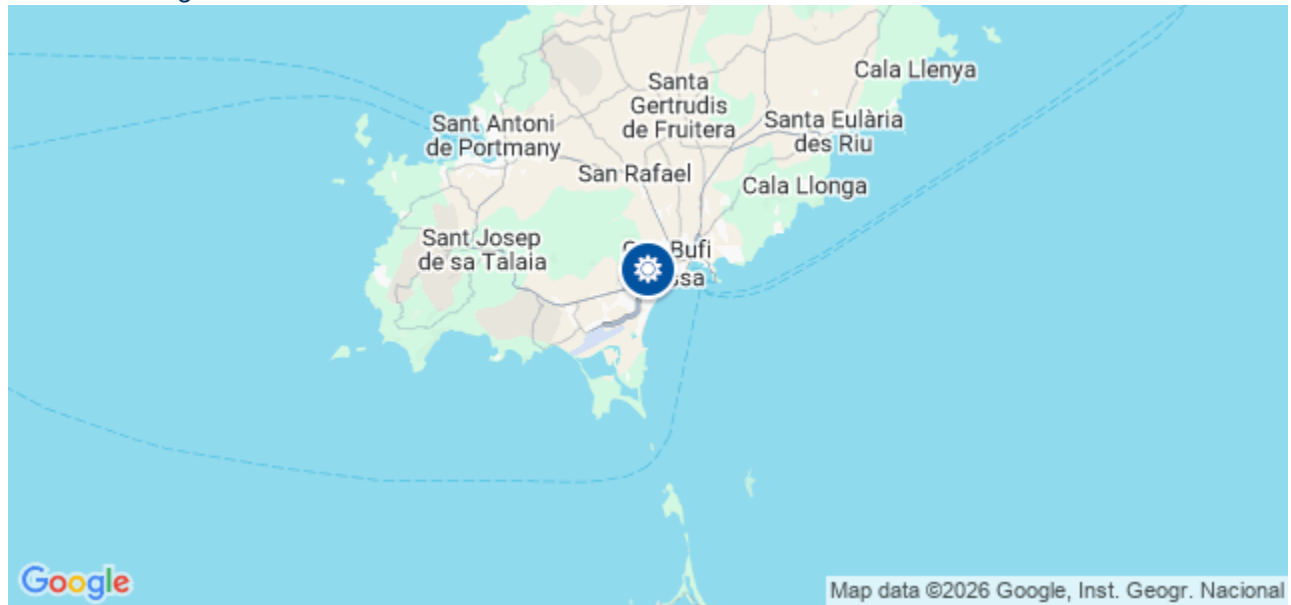 Cala Llenya
Santa
Gertrudis
de Fruitera
Sant Antoni
de Portmany
Santa Eulària
des Riu
San Rafael
Cala Llonga
Sant Josep
de sa Talaia
Bufi
Google
Map data ©2026 Google, Inst. Geogr. Nacional